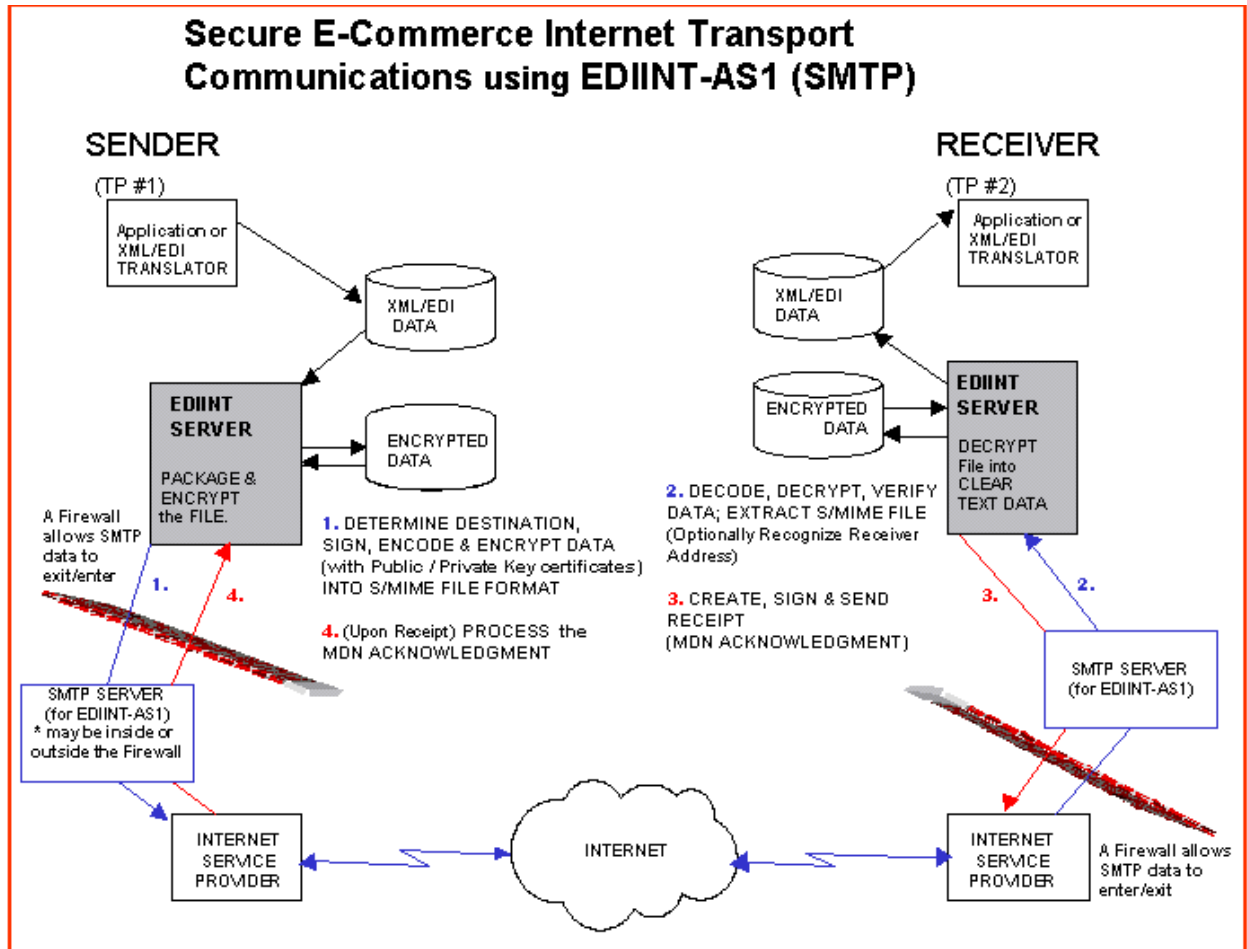 Secure E-Commerce Internet Transport
Communications using EDIINT-AS1 (SMTP)
SENDER
(TP #1)
Application or
XML/EDI
TRANSLATOR
XML/EDI
DATA
EDIINT
SERVER
PACKAGE &
ENCRYPT
the FILE.
ENCRYPTED
DATA
A Firewall
allows SMTP
data to
exit/enter
1.
4.
1. DETERMINE DESTINATION,
SIGN, ENCODE & ENCRYPT DATA
(with Public / Private Key certificates)
INTO S/MIME FILE FORMAT
4. (Upon Receipt) PROCESS the
MDN ACKNOWLEDGMENT
SMTP SERVER
(for EDIINT-AS1)
* may be inside or
outside the Firewall
INTERNET
SERVICE
PROVIDER
INTERNET
RECEIVER
(TP #2)
Application or
XML/EDI
TRANSLATOR
XML/EDI
DATA
ENCRYPTED
DATA
EDIINT
SERVER
DECRYPT
File into
CLEAR
TEXT DATA
2. DECODE, DECRYPT, VERIFY
DATA; EXTRACT S/MIME FILE
(Optionally Recognize Receiver
Address)
3. CREATE, SIGN & SEND
RECEIPT
(MDN ACKNOWLEDGMENT)
3.
2.
SMTP SERVER
(for EDIINT-AS1)
INTERNET
SERVICE
PROVIDER
A Firewall allows
SMTP data to
enter/exit